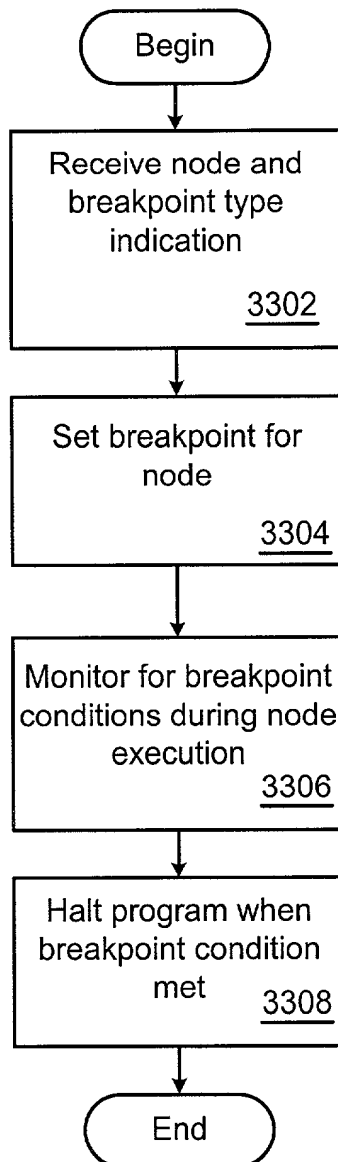 Begin
Receive node and
breakpoint type
indication
3302
Set breakpoint for
node
3304
Monitor for breakpoint
conditions during node
execution
3306
Halt program when
breakpoint condition
met
3308
End